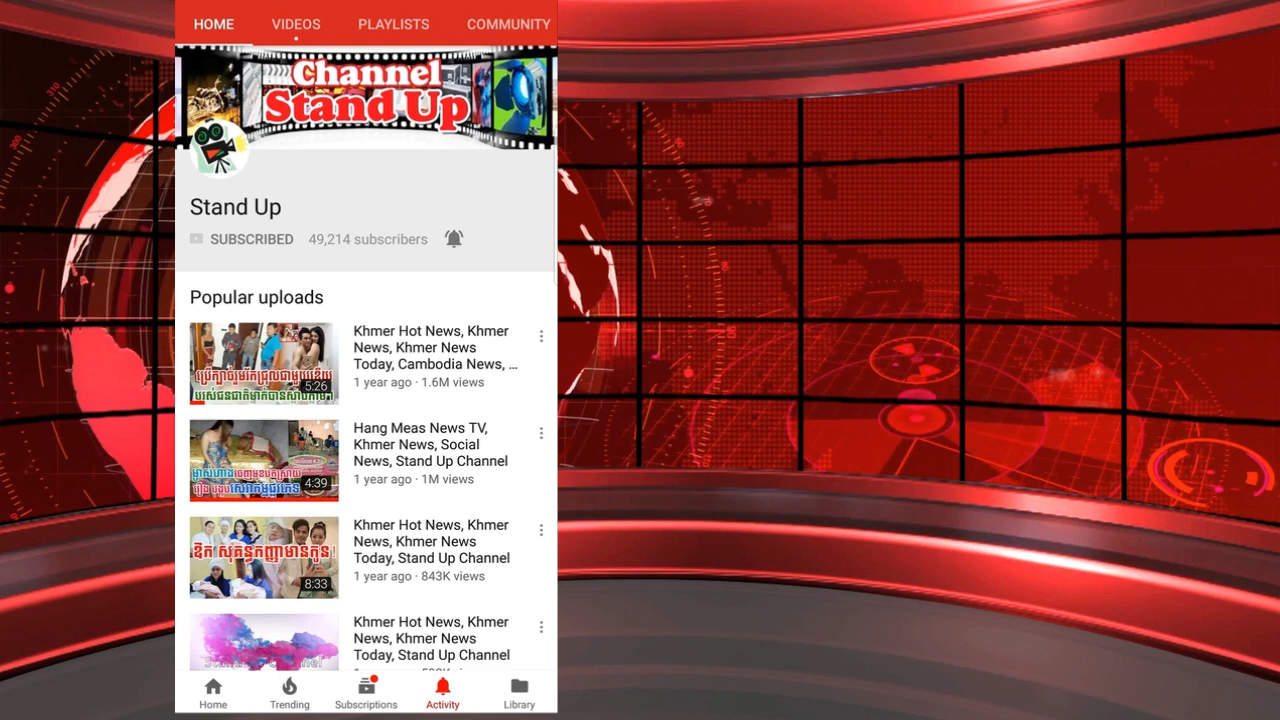 HOME
VIDEOS
PLAYLISTS
COMMUNITY
Channel
Stand Up
Stand Up
SUBSCRIBED
49,214 subscribers
Popular uploads
5:26
Khmer Hot News, Khmer
News, Khmer News
Today, Cambodia News, ...
1 year ago · 1.6M views
4:39
Hang Meas News TV,
Khmer News, Social
News, Stand Up Channel
1 year ago · 1M views
8:33
Khmer Hot News, Khmer
News, Khmer News
Today, Stand Up Channel
1 year ago · 843K views
Khmer Hot News, Khmer
News, Khmer News
Today, Stand Up Channel
Home
Trending
Subscriptions
Activity
Library